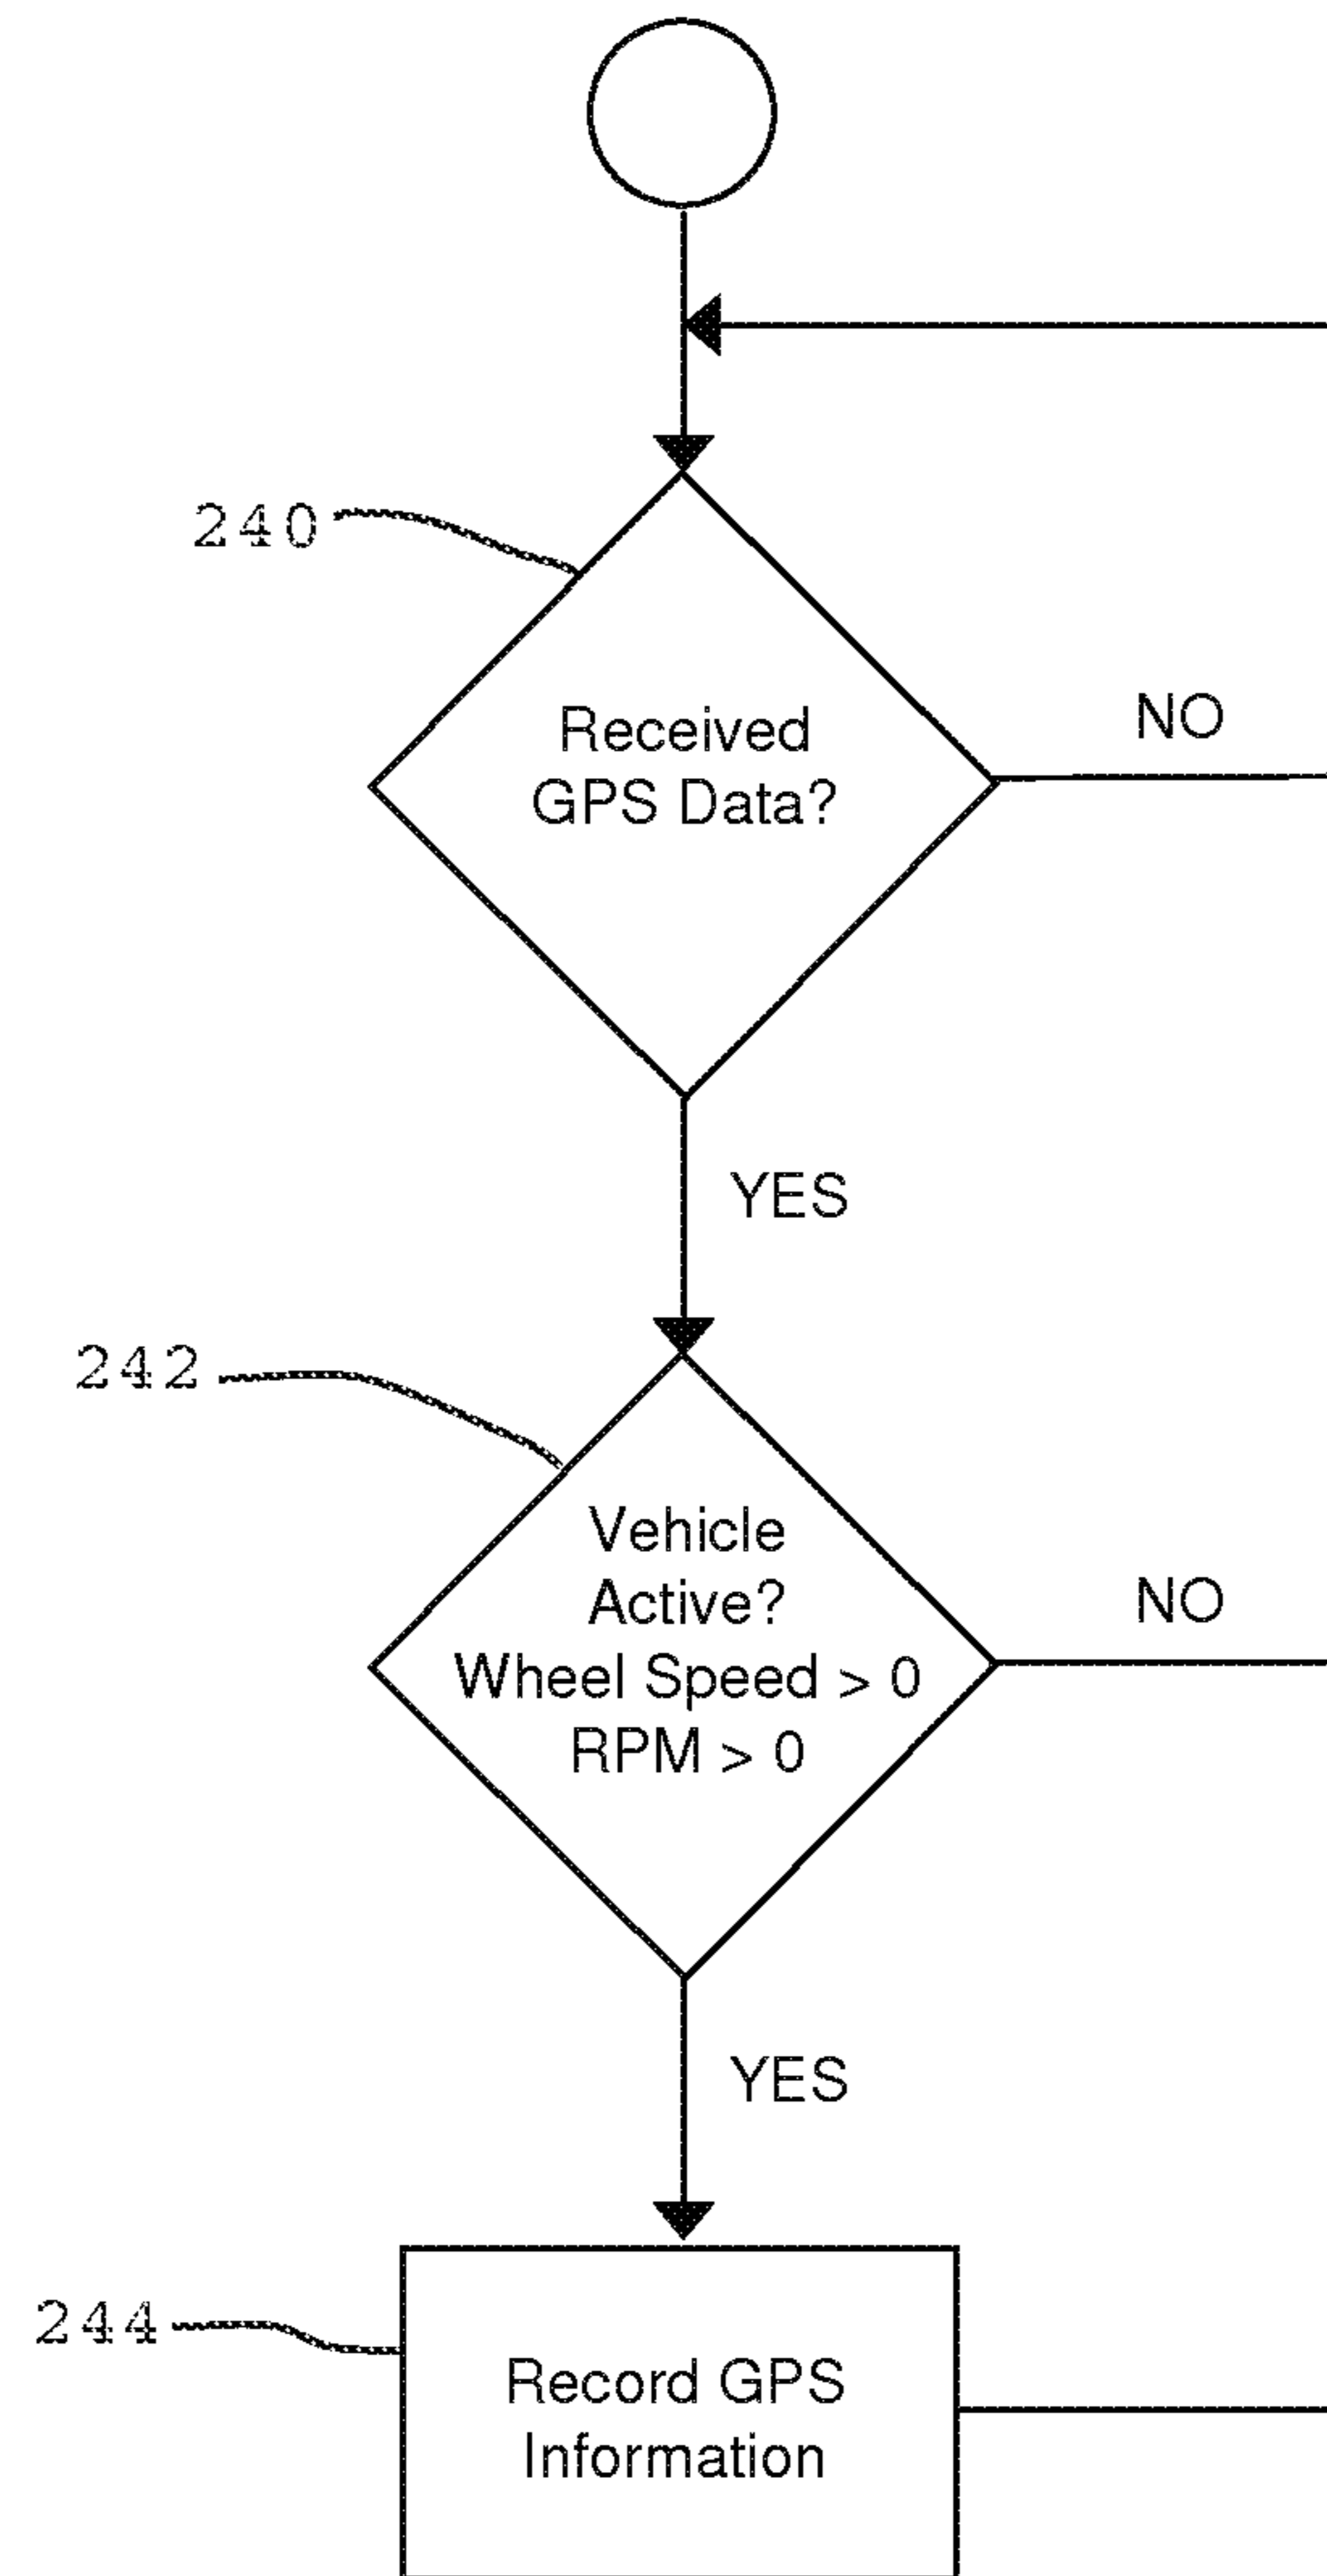 240
Received
GPS Data?
NO
YES
242
Vehicle
Active?
Wheel Speed > 0
RPM > 0
NO
YES
244
Record GPS
Information